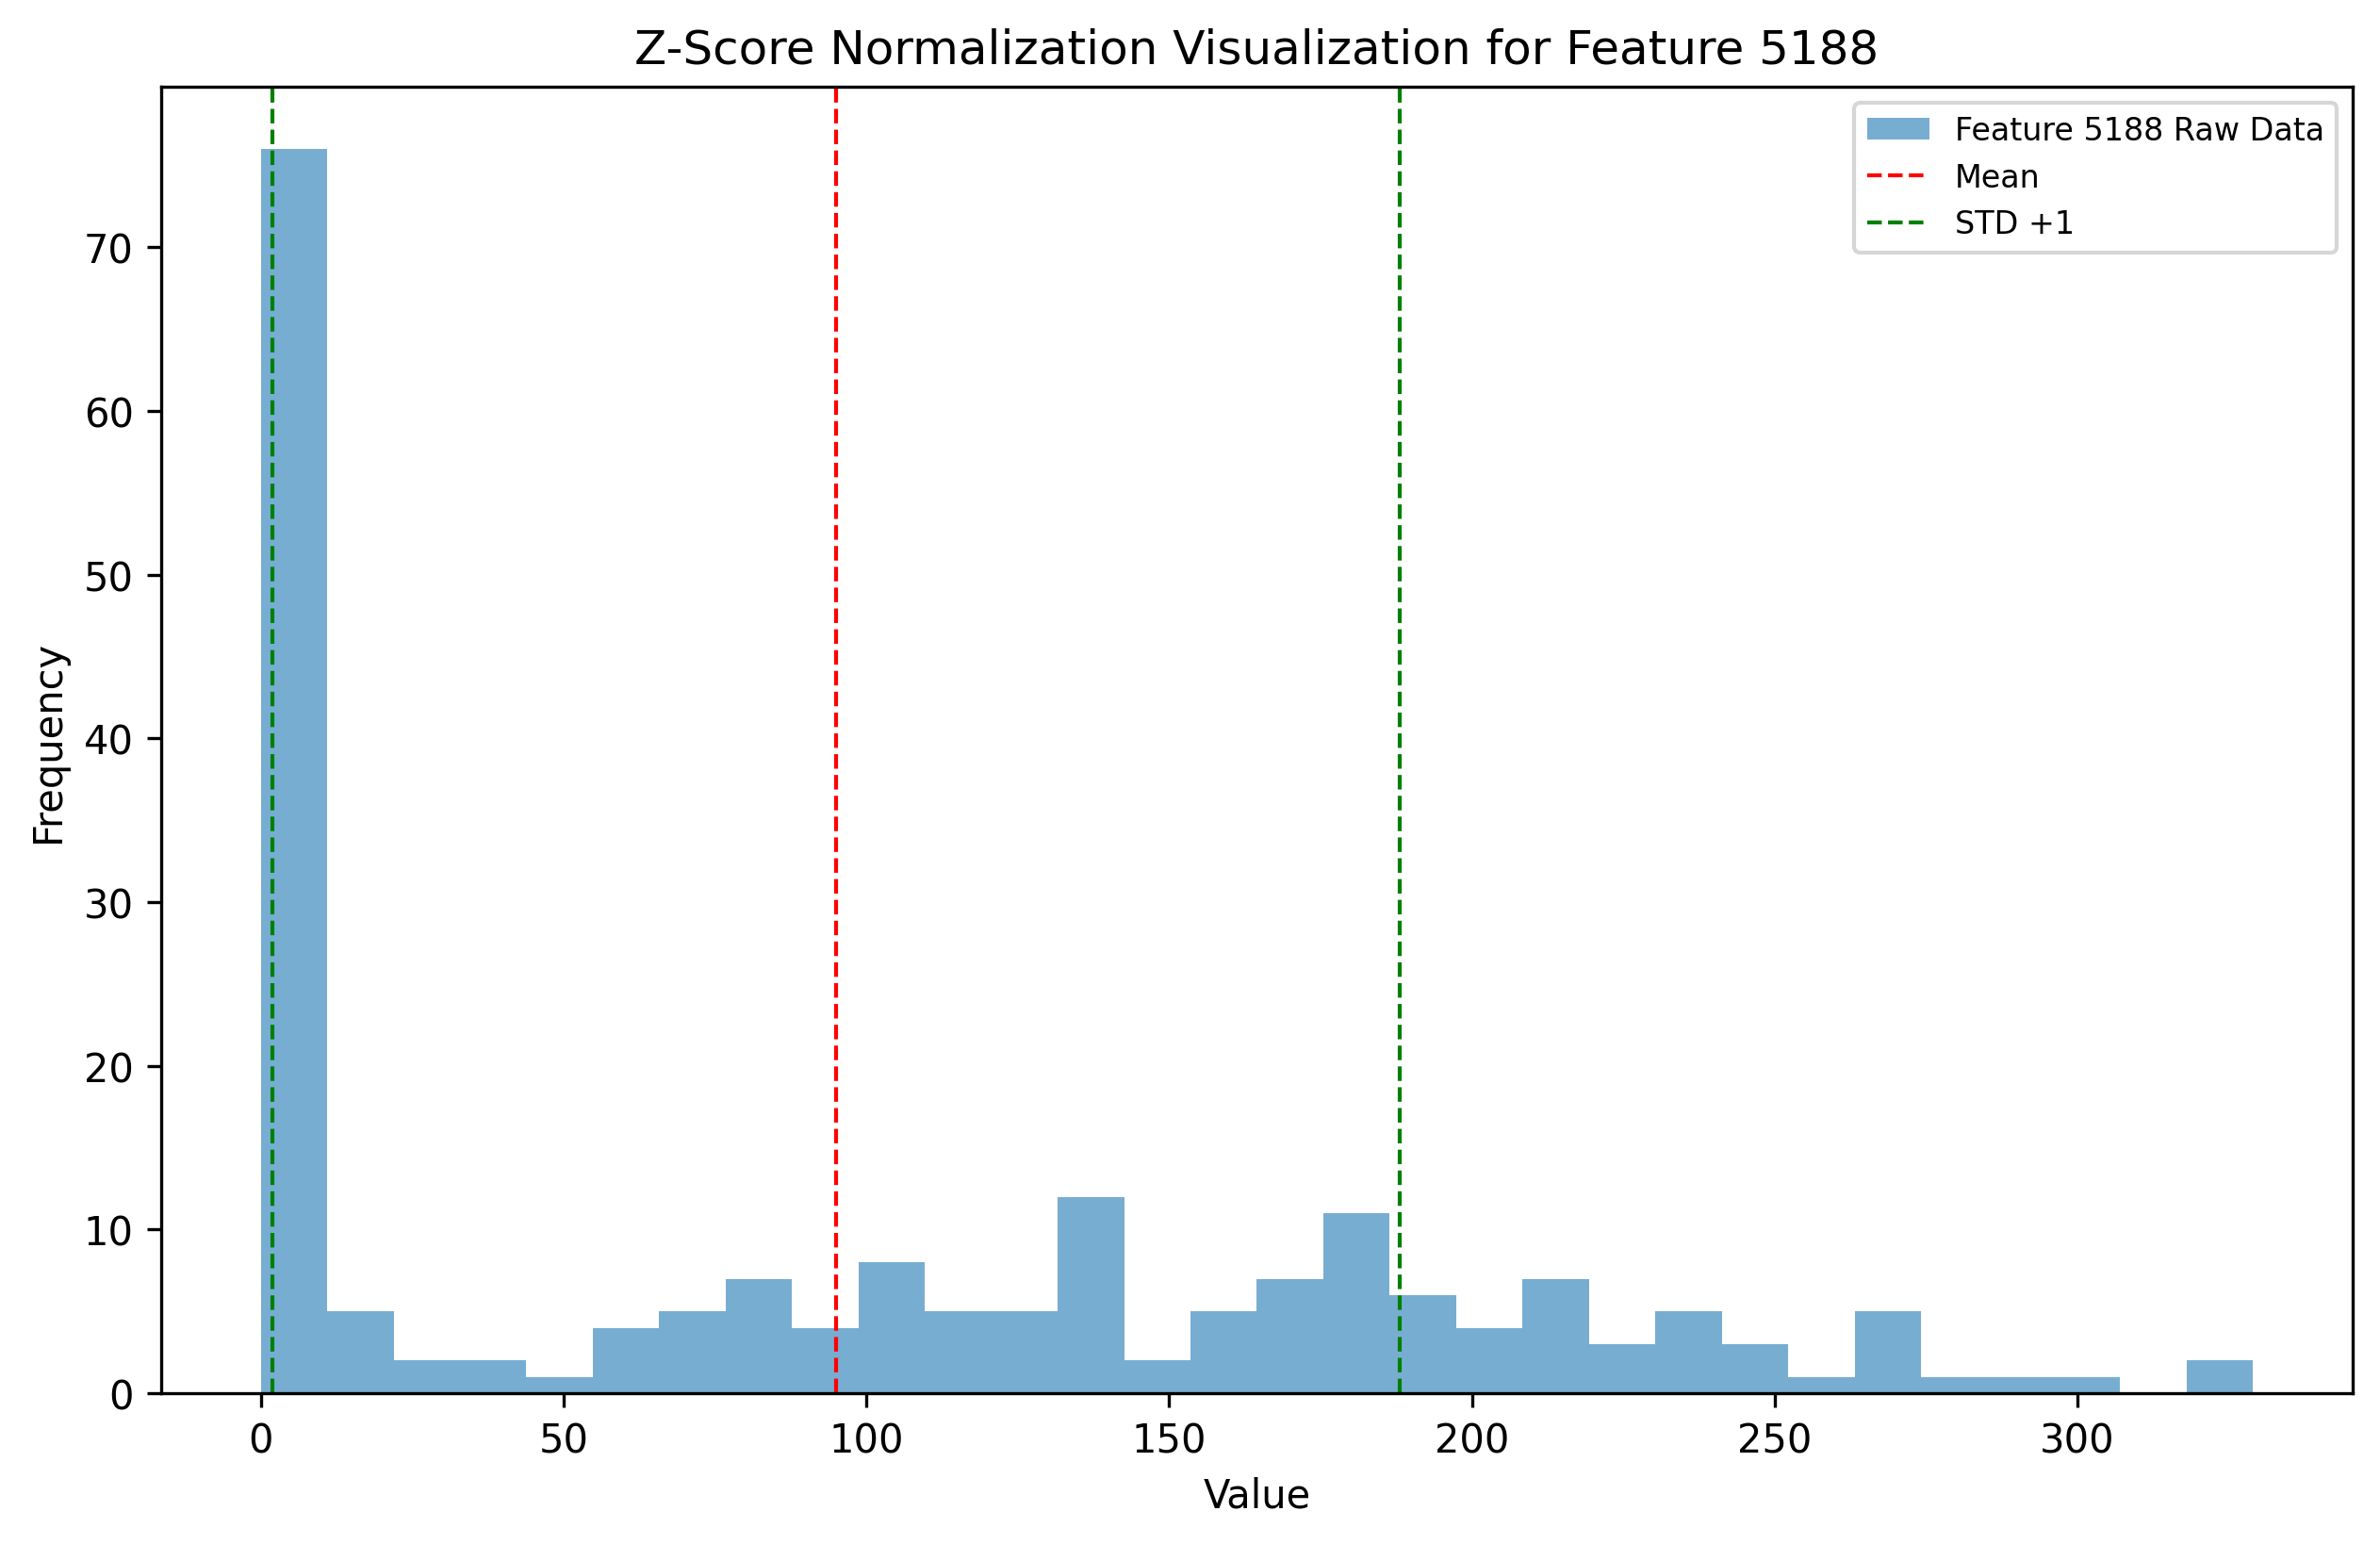 Z-Score Normalization Visualization for Feature 5188
Feature 5188 Raw Data
Mean
STD +1
70
60
50
40
30
20
10
0
Frequency
0 50 100 150 200 250 300
Value